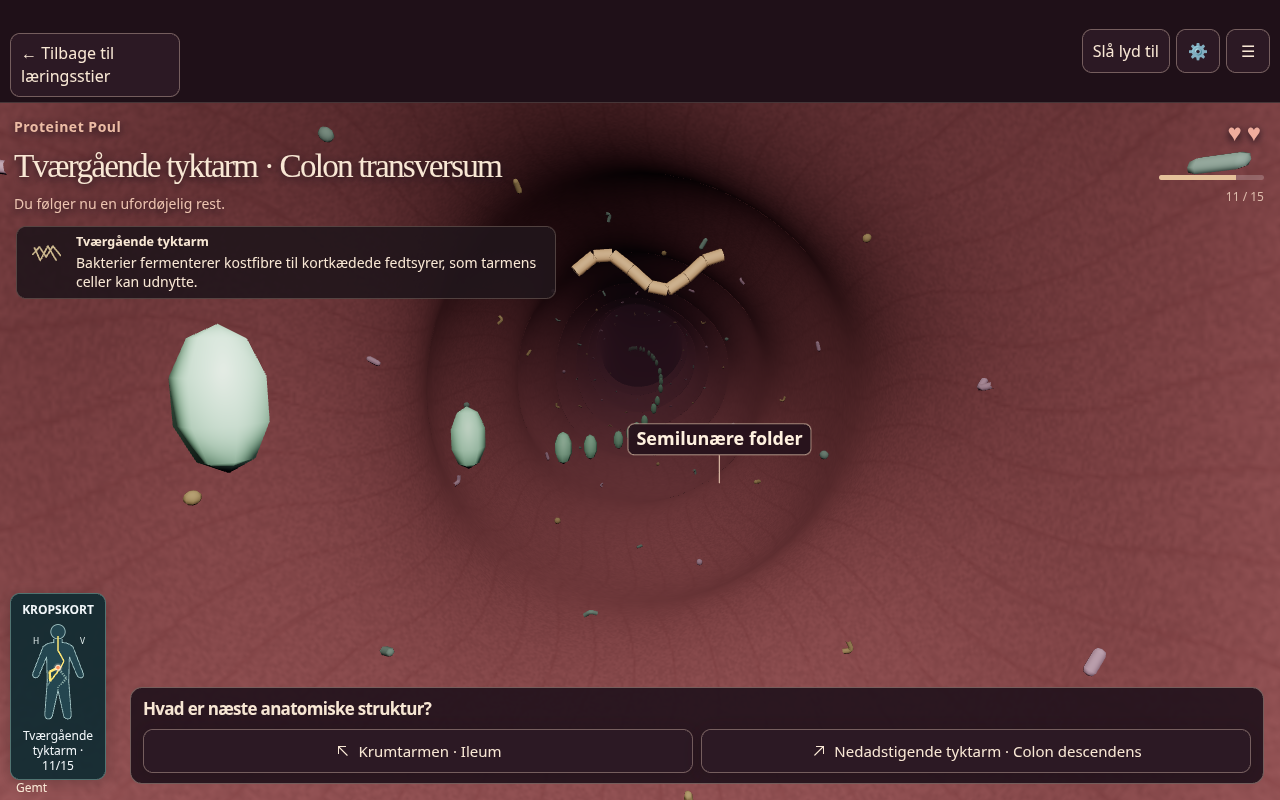 ← Tilbage til
læringsstier
Slå lyd til
Proteinet Poul
Tværgående tyktarm · Colon transversum
Du følger nu en ufordøjelig rest.
11 / 15
Tværgående tyktarm
Bakterier fermenterer kostfibre til kortkædede fedtsyrer, som tarmens
celler kan udnytte.
Semilunære folder
KROPSKORT
H V
Tværgående
tyktarm ·
11/15
Gemt
Hvad er næste anatomiske struktur?
↖ Krumtarmen · Ileum
↗ Nedadstigende tyktarm · Colon descendens